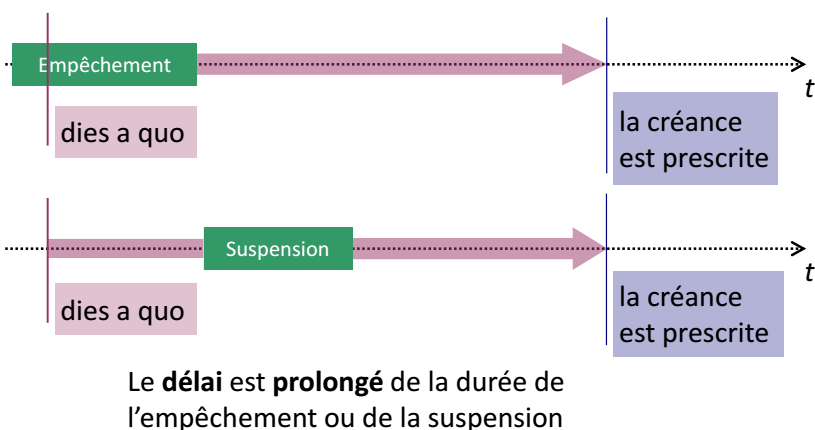 Empêchement
t
dies a quo
la créance
est prescrite
Suspension
t
dies a quo
la créance
est prescrite
Le délai est prolongé de la durée de
l’empêchement ou de la suspension